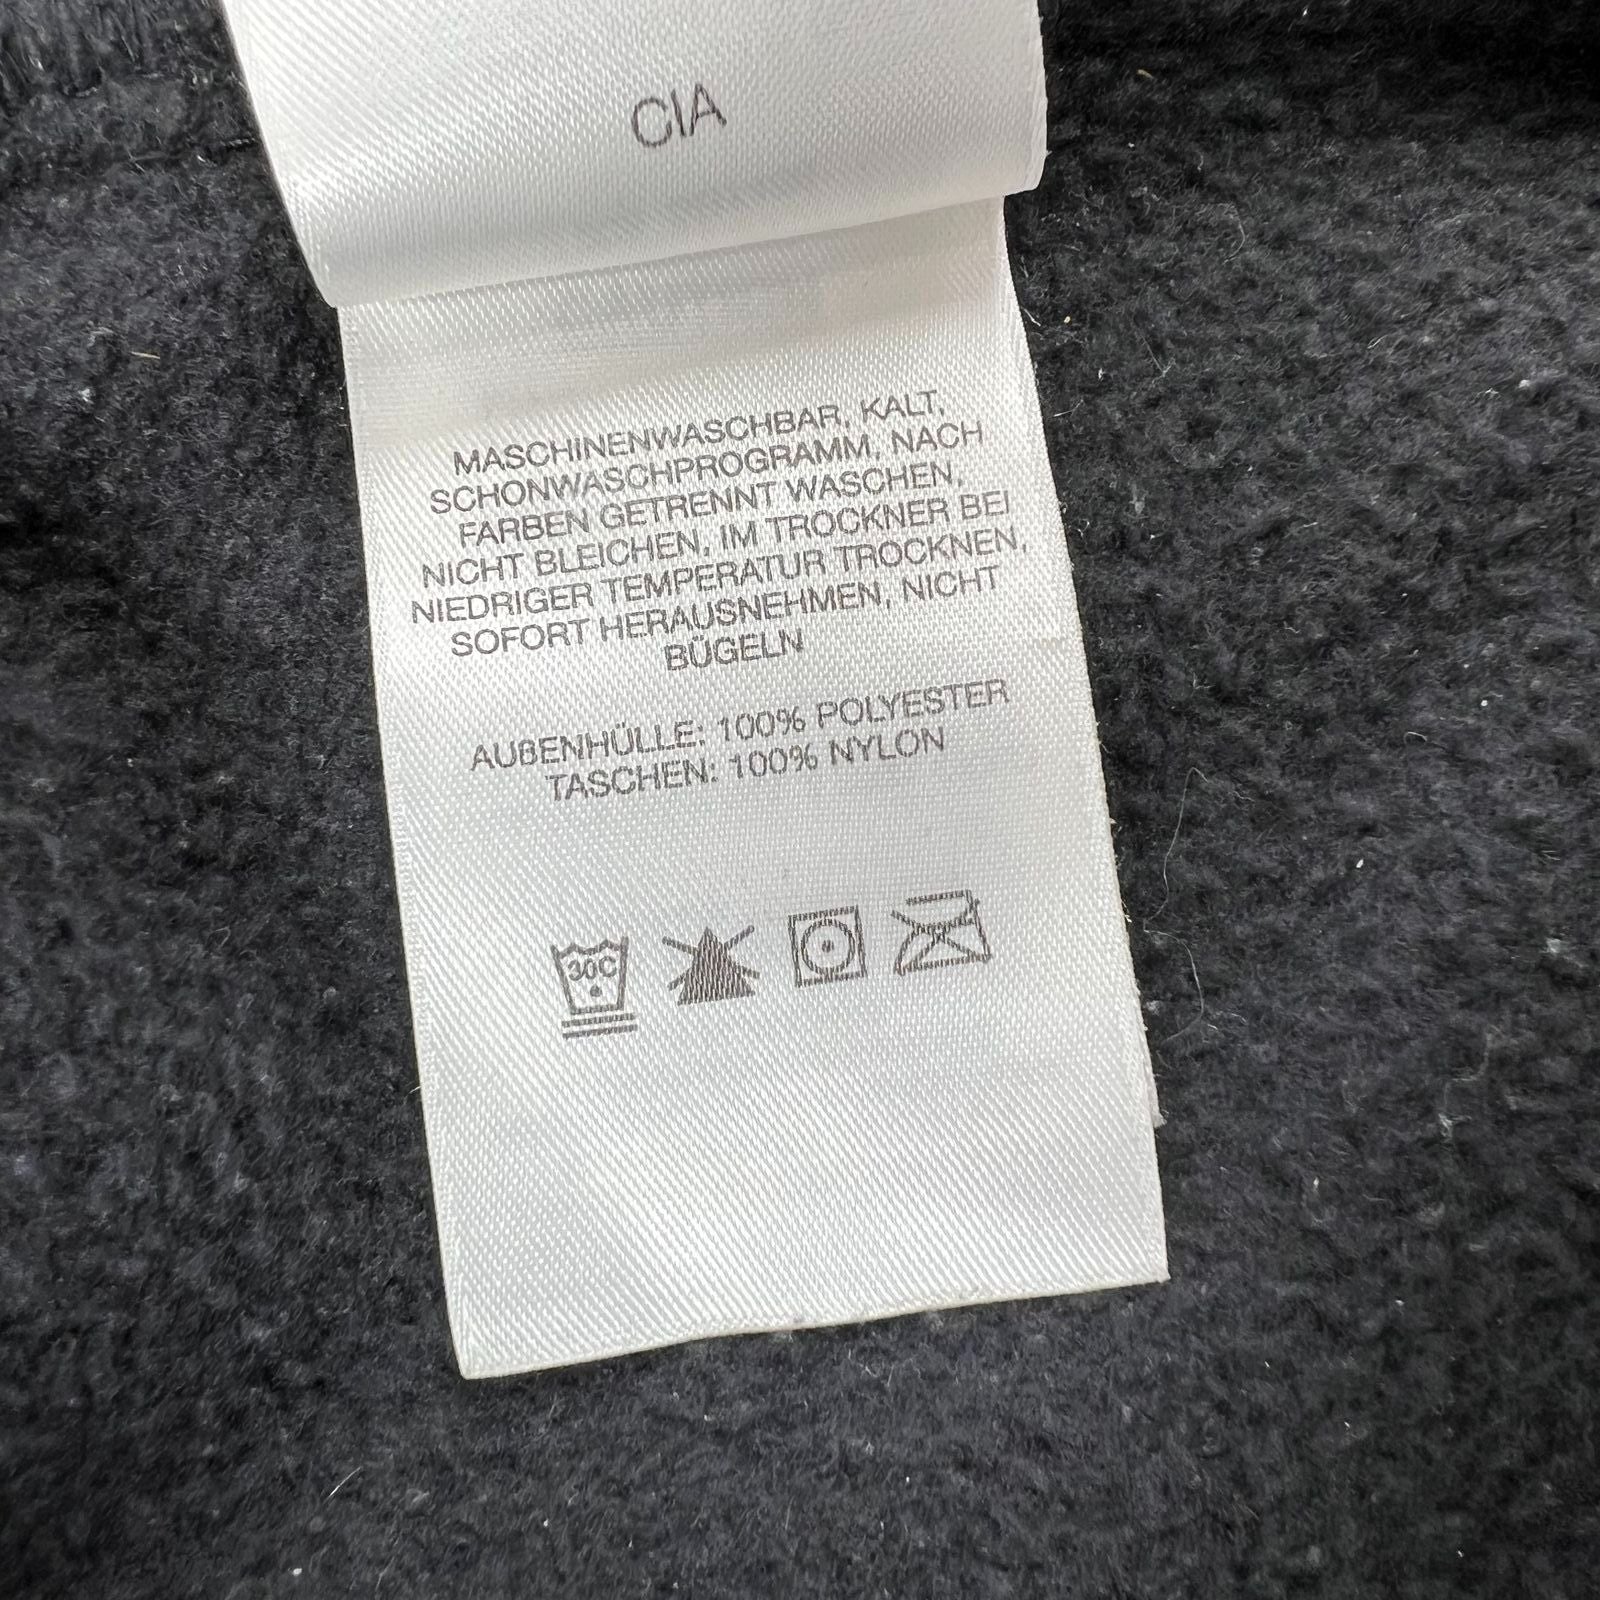 CIA
MASCHINENWASCHBAR, KALT,
SCHONWASCHPROGRAMM, NACH
FARBEN GETRENNT WASCHEN,
NICHT BLEICHEN, IM TROCKNER BEI
NIEDRIGER TEMPERATUR TROCKNEN,
SOFORT HERAUSNEHMEN, NICHT
BÜGELN
AUßENHÜLLE: 100% POLYESTER
TASCHEN: 100% NYLON
30C